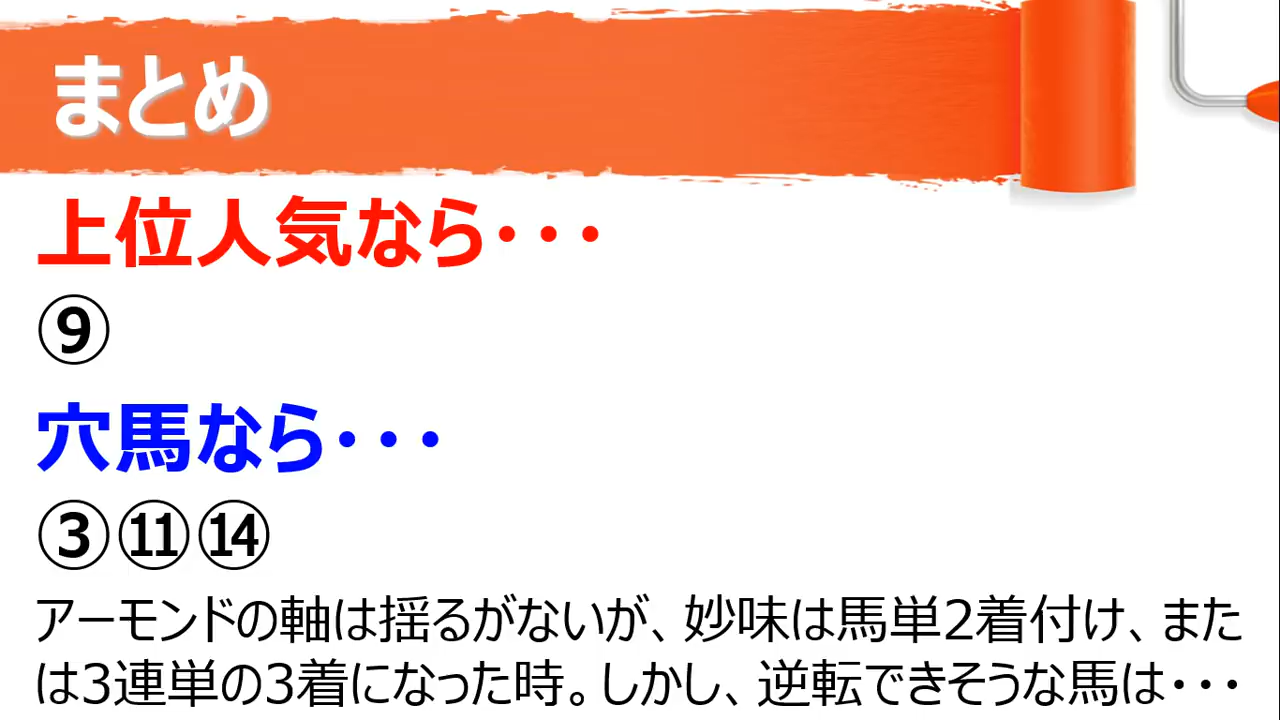 まとめ
上位人気なら・・・
⑨
穴馬なら・・・
③⑪⑭
アーモンドの軸は揺るがないが、妙味は馬単2着付け、また
は3連単の3着になった時。しかし、逆転できそうな馬は・・・